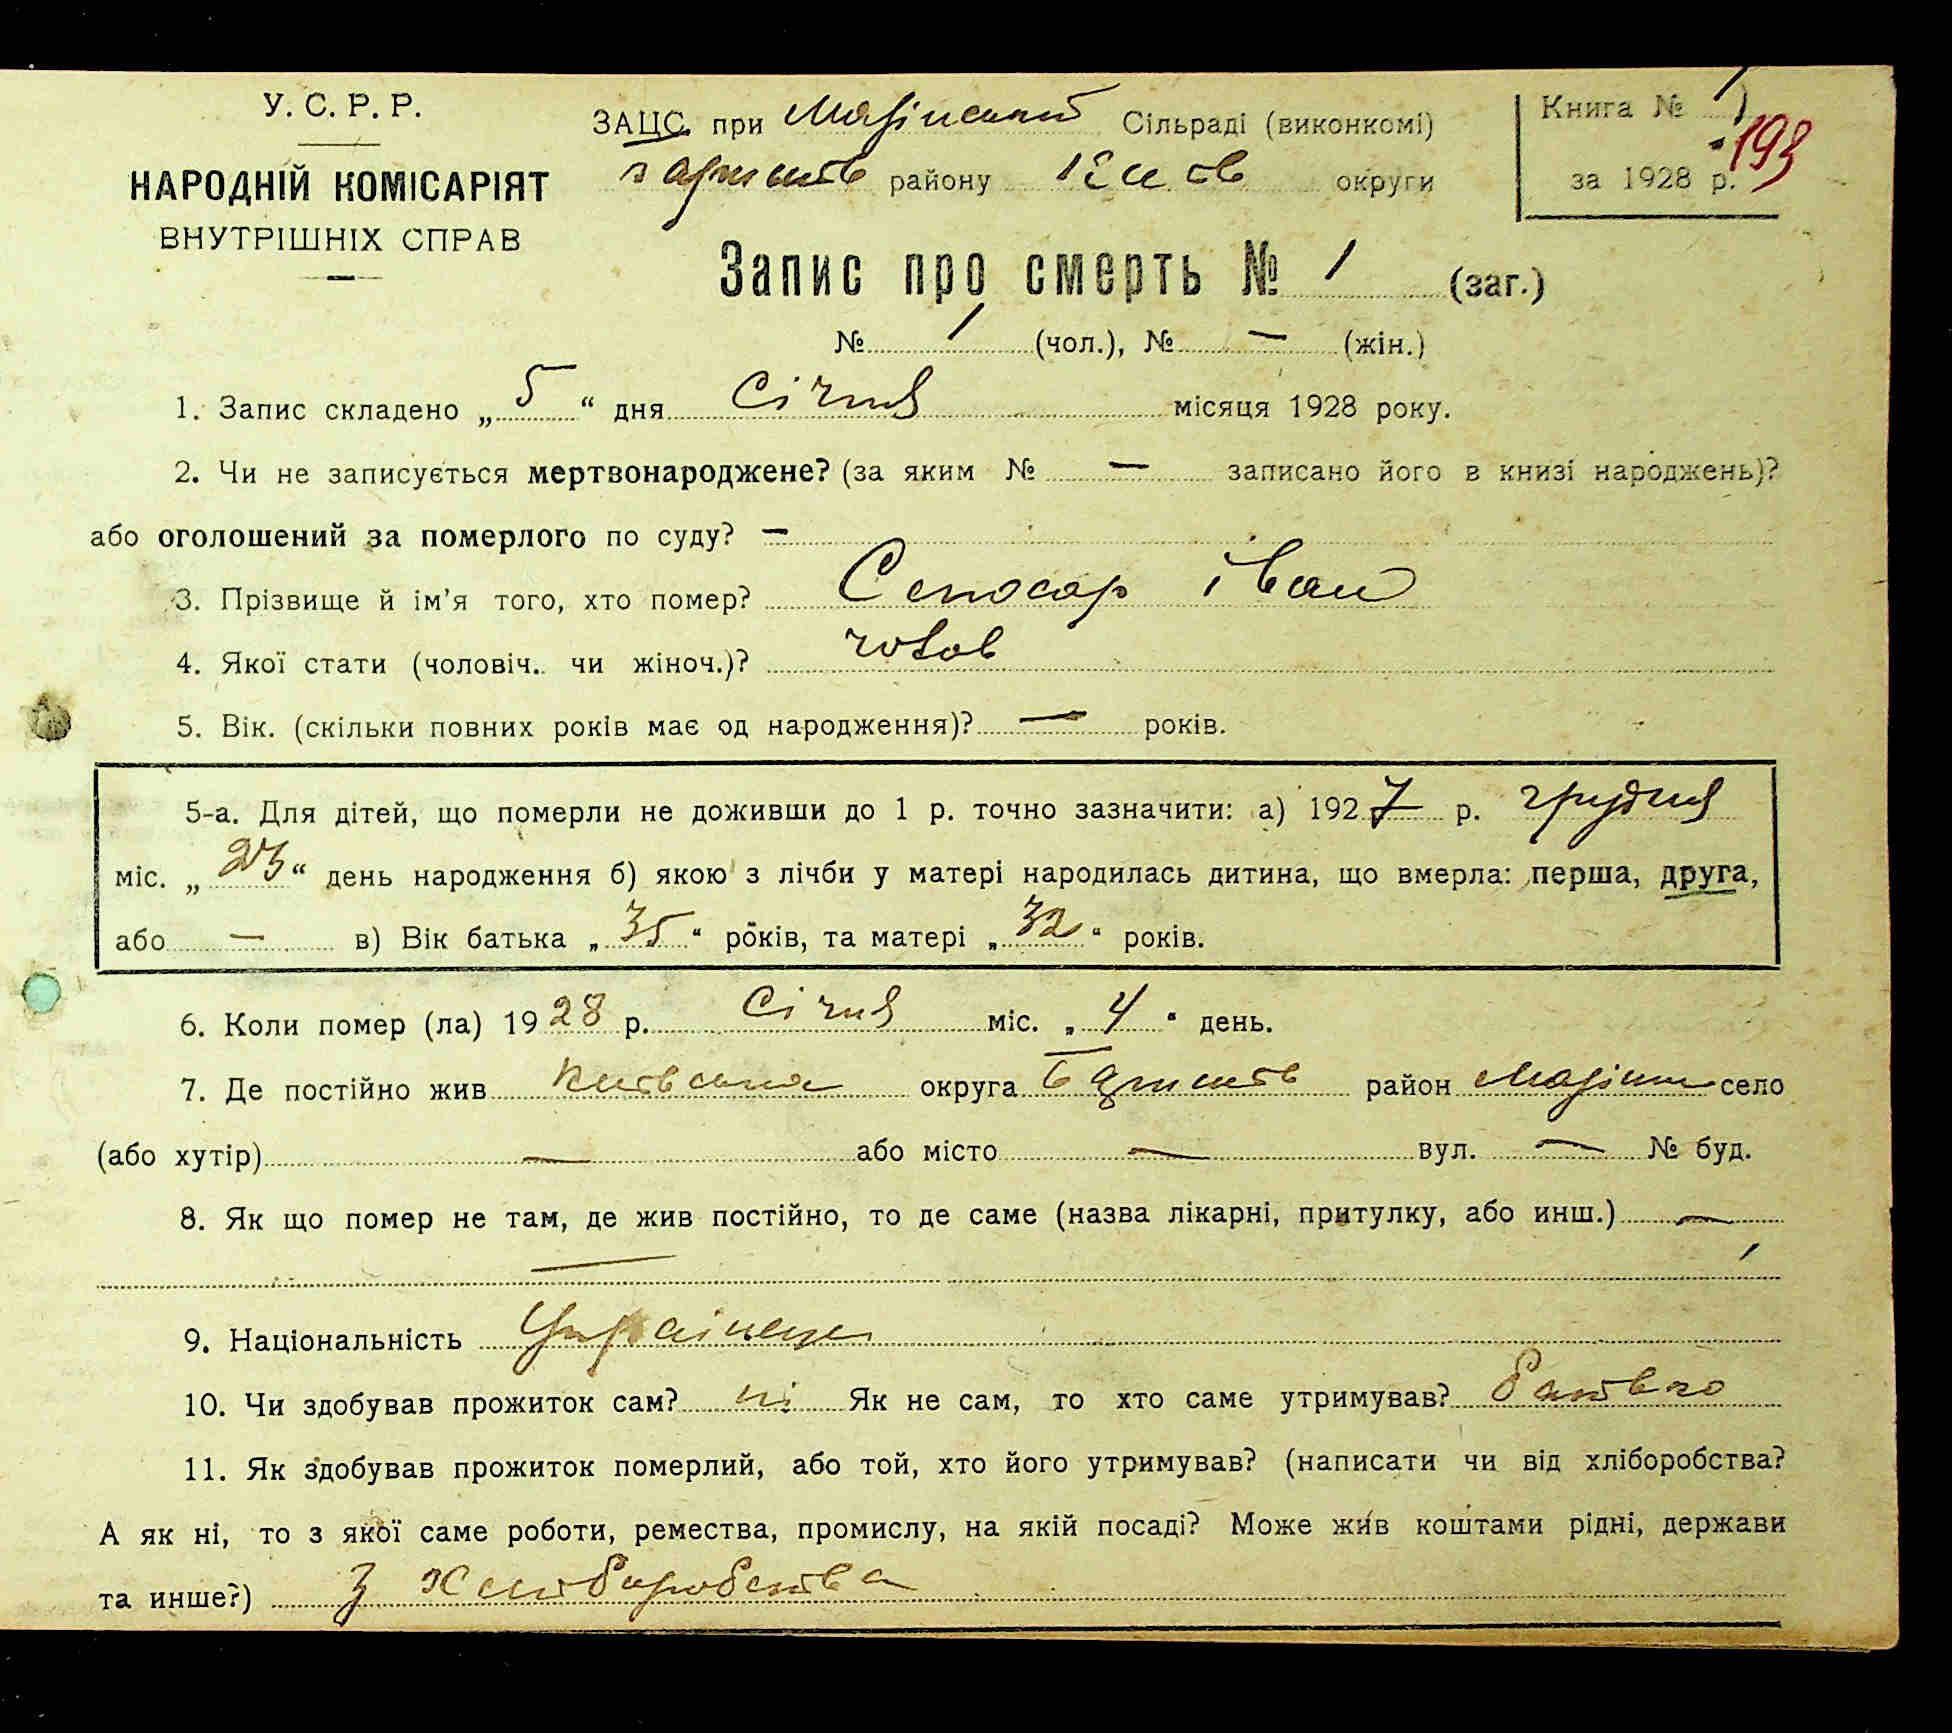 У. С. Р. Р.
НАРОДНІЙ КОМІСАРІЯТ
ВНУТРІШНІХ СПРАВ
ЗАЦС при Сільраді (виконкомі)
району округи
Книга № 1
193
за 1928 р.
Запис про смерть № 1 (заг.)
№ 1 (чол.), № — (жін.)
1. Запис складено „5“ дня Січня місяця 1928 року.
2. Чи не записується мертвонароджене? (за яким № — записано його в книзі народжень)?
або оголошений за померлого по суду? —
3. Прізвище й ім'я того, хто помер? іван
4. Якої стати (чоловіч. чи жіноч.)? чолов
5. Вік. (скільки повних років має од народження)? — років.
5-а. Для дітей, що померли не доживши до 1 р. точно зазначити: а) 1927 р. грудня
міс. „23“ день народження б) якою з лічби у матері народилась дитина, що вмерла: перша, друга,
або — в) Вік батька „35“ років, та матері „32“ років.
6. Коли помер (ла) 1928 р. Січня міс. „4“ день.
7. Де постійно жив округа район село
(або хутір) — або місто — вул. — № буд.
8. Як що помер не там, де жив постійно, то де саме (назва лікарні, притулку, або инш.) —
—
9. Національність Українец
10. Чи здобував прожиток сам? ні Як не сам, то хто саме утримував? батько
11. Як здобував прожиток померлий, або той, хто його утримував? (написати чи від хліборобства?
А як ні, то з якої саме роботи, ремества, промислу, на якій посаді? Може жив коштами рідні, держави
та инше?) З хліборобства